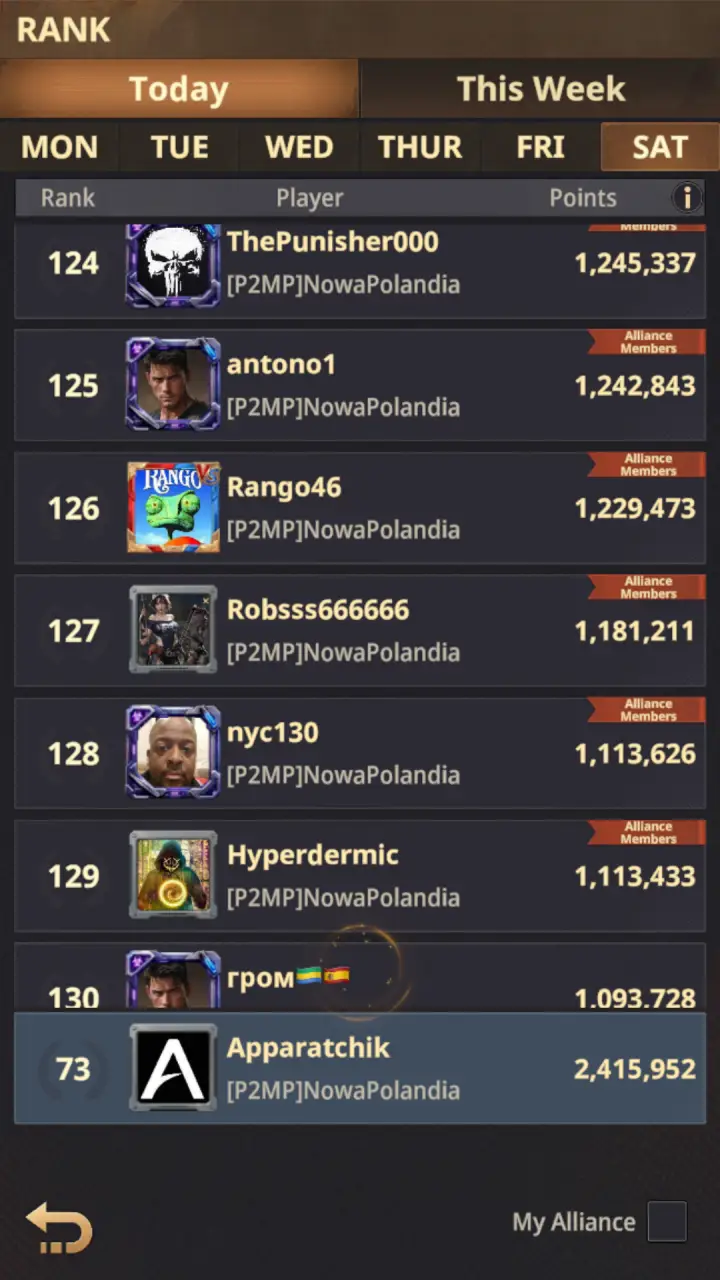 RANK
Today This Week
MON TUE WED THUR FRI SAT
Rank Player Points i
Members
124 ThePunisher000 1,245,337
[P2MP]NowaPolandia
Alliance
Members
125 antono1 1,242,843
[P2MP]NowaPolandia
Alliance
Members
RANGO
126 Rango46 1,229,473
[P2MP]NowaPolandia
Alliance
Members
127 Robsss666666 1,181,211
[P2MP]NowaPolandia
Alliance
Members
128 nyc130 1,113,626
[P2MP]NowaPolandia
Alliance
Members
129 Hyperdermic 1,113,433
[P2MP]NowaPolandia
130 гром🇬🇦🇪🇸 1,093,728
73 A Apparatchik 2,415,952
[P2MP]NowaPolandia
My Alliance